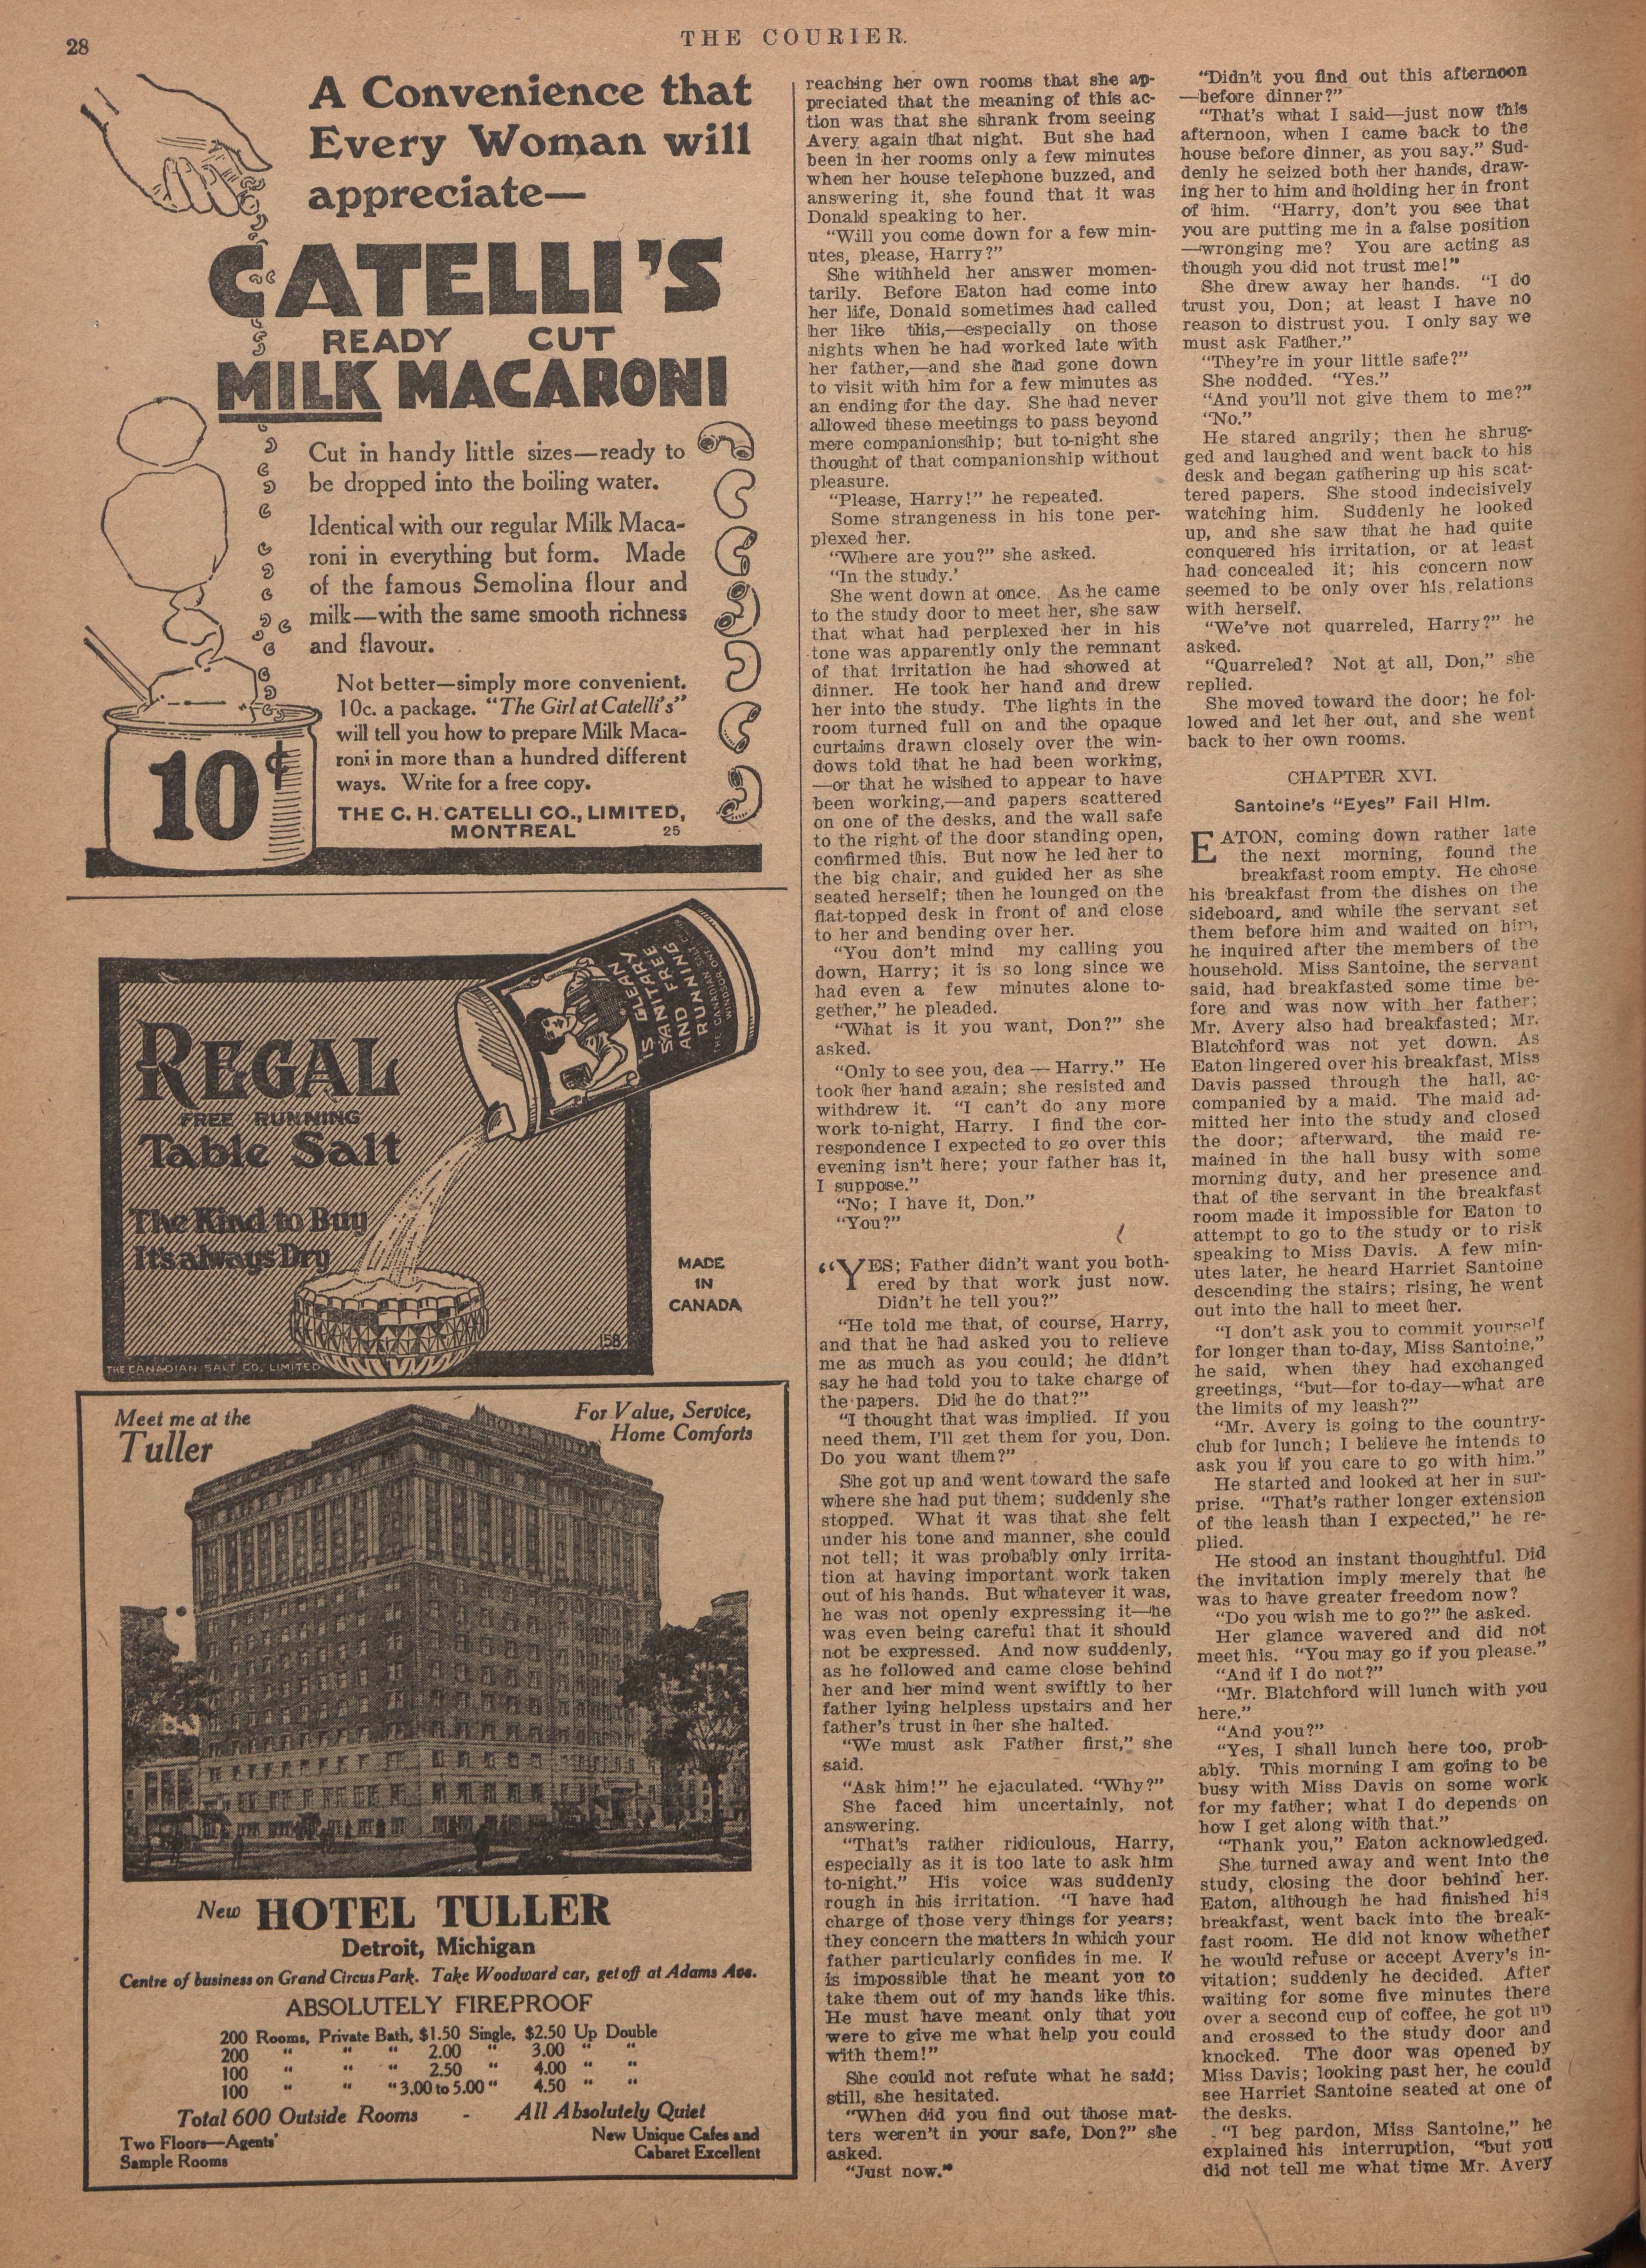 28
THE COURIER.
A Convenience that
Every Woman will
appreciate—
CATELLI'S
READY CUT
MILK MACARONI
Cut in handy little sizes—ready to
be dropped into the boiling water.
Identical with our regular Milk Maca-
roni in everything but form. Made
of the famous Semolina flour and
milk—with the same smooth richness
and flavour.
Not better—simply more convenient.
10c. a package. "The Girl at Catelli's"
will tell you how to prepare Milk Maca-
roni in more than a hundred different
ways. Write for a free copy.
THE C. H. CATELLI CO., LIMITED,
MONTREAL 25
10¢
REGAL
FREE RUNNING
Table Salt
The Kind to Buy
It's always Dry
IS CLEAN
SANITARY
AND FREE
RUNNING
THE CANADIAN SALT CO.
WINDSOR, ONT.
MADE
IN
CANADA
158
THE CANADIAN SALT CO. LIMITED
Meet me at the
Tuller
For Value, Service,
Home Comforts
New HOTEL TULLER
Detroit, Michigan
Centre of business on Grand Circus Park. Take Woodward car, get off at Adams Ave.
ABSOLUTELY FIREPROOF
200 Rooms, Private Bath, $1.50 Single, $2.50 Up Double
200 " " " 2.00 " 3.00 " "
100 " " " 2.50 " 4.00 " "
100 " " " 3.00 to 5.00 " 4.50 " "
Total 600 Outside Rooms - All Absolutely Quiet
Two Floors—Agents'
Sample Rooms
New Unique Cafes and
Cabaret Excellent
reaching her own rooms that she ap-
preciated that the meaning of this ac-
tion was that she shrank from seeing
Avery again that night. But she had
been in her rooms only a few minutes
when her house telephone buzzed, and
answering it, she found that it was
Donald speaking to her.
"Will you come down for a few min-
utes, please, Harry?"
She withheld her answer momen-
tarily. Before Eaton had come into
her life, Donald sometimes had called
her like this,—especially on those
nights when he had worked late with
her father,—and she had gone down
to visit with him for a few minutes as
an ending for the day. She had never
allowed these meetings to pass beyond
mere companionship; but to-night she
thought of that companionship without
pleasure.
"Please, Harry!" he repeated.
Some strangeness in his tone per-
plexed her.
"Where are you?" she asked.
"In the study.'
She went down at once. As he came
to the study door to meet her, she saw
that what had perplexed her in his
tone was apparently only the remnant
of that irritation he had showed at
dinner. He took her hand and drew
her into the study. The lights in the
room turned full on and the opaque
curtains drawn closely over the win-
dows told that he had been working,
—or that he wished to appear to have
been working,—and papers scattered
on one of the desks, and the wall safe
to the right of the door standing open,
confirmed this. But now he led her to
the big chair, and guided her as she
seated herself; then he lounged on the
flat-topped desk in front of and close
to her and bending over her.
"You don't mind my calling you
down, Harry; it is so long since we
had even a few minutes alone to-
gether," he pleaded.
"What is it you want, Don?" she
asked.
"Only to see you, dea — Harry." He
took her hand again; she resisted and
withdrew it. "I can't do any more
work to-night, Harry. I find the cor-
respondence I expected to go over this
evening isn't here; your father has it,
I suppose."
"No; I have it, Don."
"You?"
"YES; Father didn't want you both-
ered by that work just now.
Didn't he tell you?"
"He told me that, of course, Harry,
and that he had asked you to relieve
me as much as you could; he didn't
say he had told you to take charge of
the papers. Did he do that?"
"I thought that was implied. If you
need them, I'll get them for you, Don.
Do you want them?"
She got up and went toward the safe
where she had put them; suddenly she
stopped. What it was that she felt
under his tone and manner, she could
not tell; it was probably only irrita-
tion at having important work taken
out of his hands. But whatever it was,
he was not openly expressing it—he
was even being careful that it should
not be expressed. And now suddenly,
as he followed and came close behind
her and her mind went swiftly to her
father lying helpless upstairs and her
father's trust in her she halted.
"We must ask Father first," she
said.
"Ask him!" he ejaculated. "Why?"
She faced him uncertainly, not
answering.
"That's rather ridiculous, Harry,
especially as it is too late to ask him
to-night." His voice was suddenly
rough in his irritation. "I have had
charge of those very things for years;
they concern the matters in which your
father particularly confides in me. It
is impossible that he meant you to
take them out of my hands like this.
He must have meant only that you
were to give me what help you could
with them!"
She could not refute what he said;
still, she hesitated.
"When did you find out those mat-
ters weren't in your safe, Don?" she
asked.
"Just now."
"Didn't you find out this afternoon
—before dinner?"
"That's what I said—just now this
afternoon, when I came back to the
house before dinner, as you say." Sud-
denly he seized both her hands, draw-
ing her to him and holding her in front
of him. "Harry, don't you see that
you are putting me in a false position
—wronging me? You are acting as
though you did not trust me!"
She drew away her hands. "I do
trust you, Don; at least I have no
reason to distrust you. I only say we
must ask Father."
"They're in your little safe?"
She nodded. "Yes."
"And you'll not give them to me?"
"No."
He stared angrily; then he shrug-
ged and laughed and went back to his
desk and began gathering up his scat-
tered papers. She stood indecisively
watching him. Suddenly he looked
up, and she saw that he had quite
conquered his irritation, or at least
had concealed it; his concern now
seemed to be only over his relations
with herself.
"We've not quarreled, Harry?" he
asked.
"Quarreled? Not at all, Don," she
replied.
She moved toward the door; he fol-
lowed and let her out, and she went
back to her own rooms.
CHAPTER XVI.
Santoine's "Eyes" Fail Him.
EATON, coming down rather late
the next morning, found the
breakfast room empty. He chose
his breakfast from the dishes on the
sideboard, and while the servant set
them before him and waited on him,
he inquired after the members of the
household. Miss Santoine, the servant
said, had breakfasted some time be-
fore and was now with her father;
Mr. Avery also had breakfasted; Mr.
Blatchford was not yet down. As
Eaton lingered over his breakfast, Miss
Davis passed through the hall, ac-
companied by a maid. The maid ad-
mitted her into the study and closed
the door; afterward, the maid re-
mained in the hall busy with some
morning duty, and her presence and
that of the servant in the breakfast
room made it impossible for Eaton to
attempt to go to the study or to risk
speaking to Miss Davis. A few min-
utes later, he heard Harriet Santoine
descending the stairs; rising, he went
out into the hall to meet her.
"I don't ask you to commit yourself
for longer than to-day, Miss Santoine,"
he said, when they had exchanged
greetings, "but—for to-day—what are
the limits of my leash?"
"Mr. Avery is going to the country-
club for lunch; I believe he intends to
ask you if you care to go with him."
He started and looked at her in sur-
prise. "That's rather longer extension
of the leash than I expected," he re-
plied.
He stood an instant thoughtful. Did
the invitation imply merely that he
was to have greater freedom now?
"Do you wish me to go?" he asked.
Her glance wavered and did not
meet his. "You may go if you please."
"And if I do not?"
"Mr. Blatchford will lunch with you
here."
"And you?"
"Yes, I shall lunch here too, prob-
ably. This morning I am going to be
busy with Miss Davis on some work
for my father; what I do depends on
how I get along with that."
"Thank you," Eaton acknowledged.
She turned away and went into the
study, closing the door behind her.
Eaton, although he had finished his
breakfast, went back into the break-
fast room. He did not know whether
he would refuse or accept Avery's in-
vitation; suddenly he decided. After
waiting for some five minutes there
over a second cup of coffee, he got up
and crossed to the study door and
knocked. The door was opened by
Miss Davis; looking past her, he could
see Harriet Santoine seated at one of
the desks.
"I beg pardon, Miss Santoine," he
explained his interruption, "but you
did not tell me what time Mr. Avery